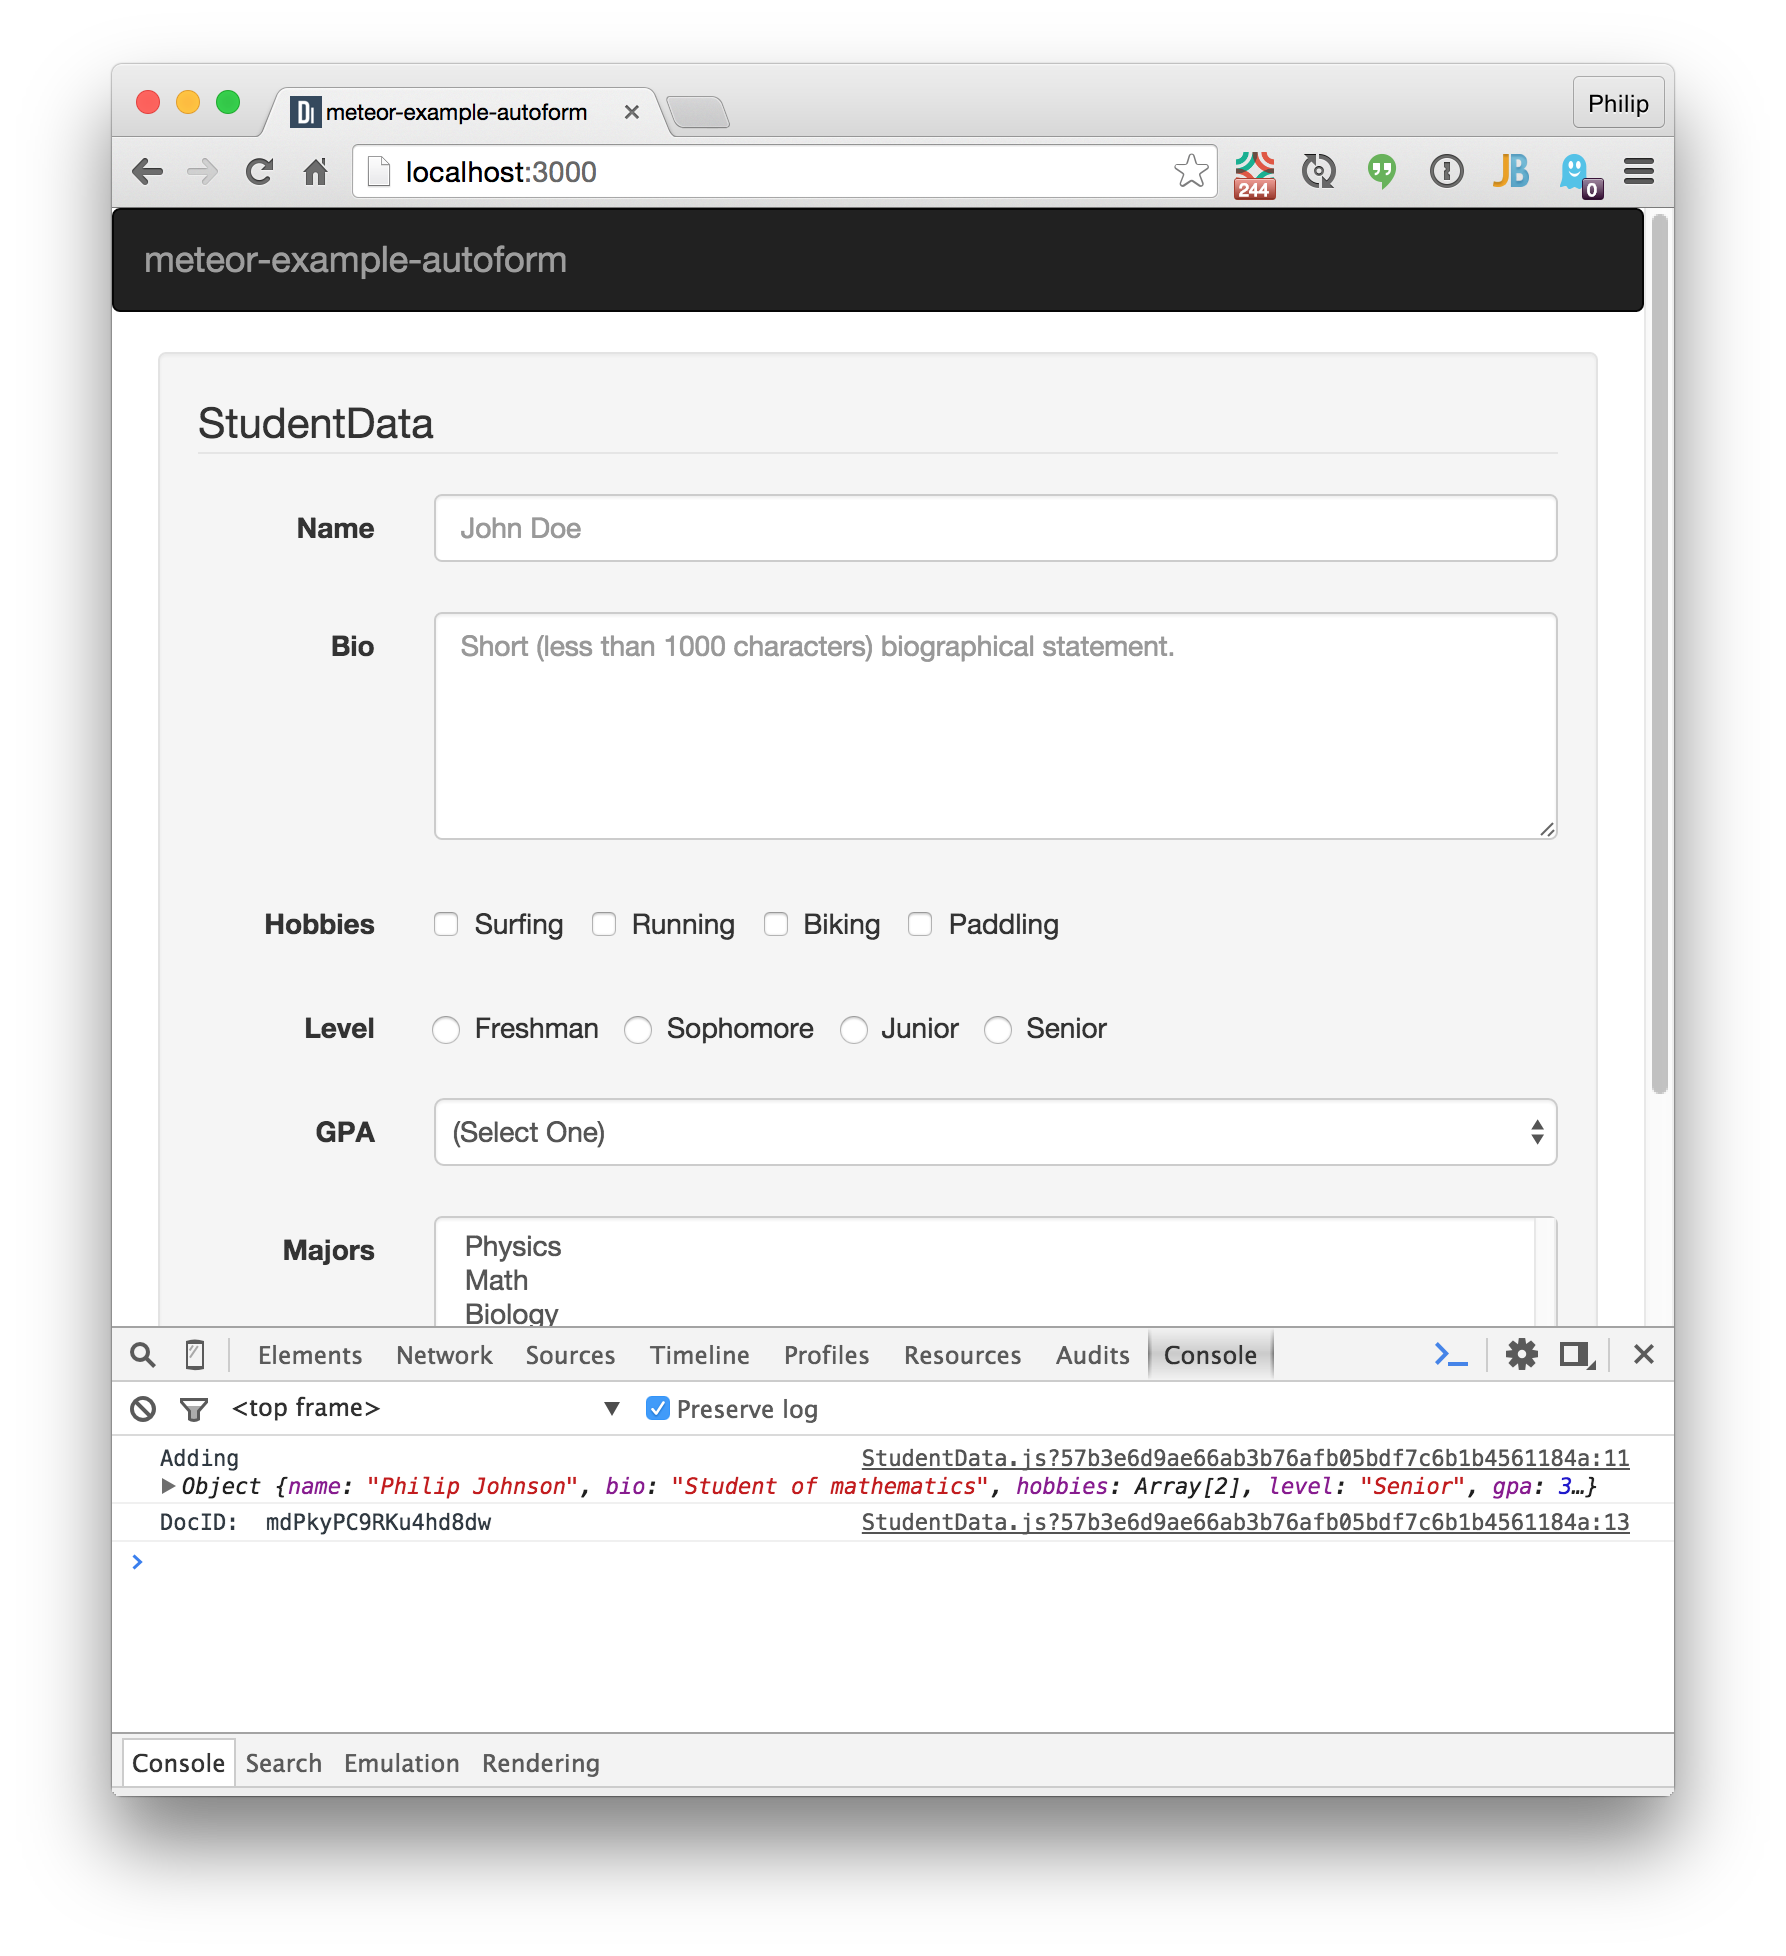 meteor-example-autoform
Philip
localhost:3000
244
JB
0
meteor-example-autoform
StudentData
Name
John Doe
Bio
Short (less than 1000 characters) biographical statement.
Hobbies Surfing Running Biking Paddling
Level Freshman Sophomore Junior Senior
GPA (Select One)
Majors Physics
Math
Biology
Elements Network Sources Timeline Profiles Resources Audits Console
<top frame> Preserve log
Adding StudentData.js?57b3e6d9ae66ab3b76afb05bdf7c6b1b4561184a:11
Object {name: "Philip Johnson", bio: "Student of mathematics", hobbies: Array[2], level: "Senior", gpa: 3…}
DocID: mdPkyPC9RKu4hd8dw StudentData.js?57b3e6d9ae66ab3b76afb05bdf7c6b1b4561184a:13
Console Search Emulation Rendering